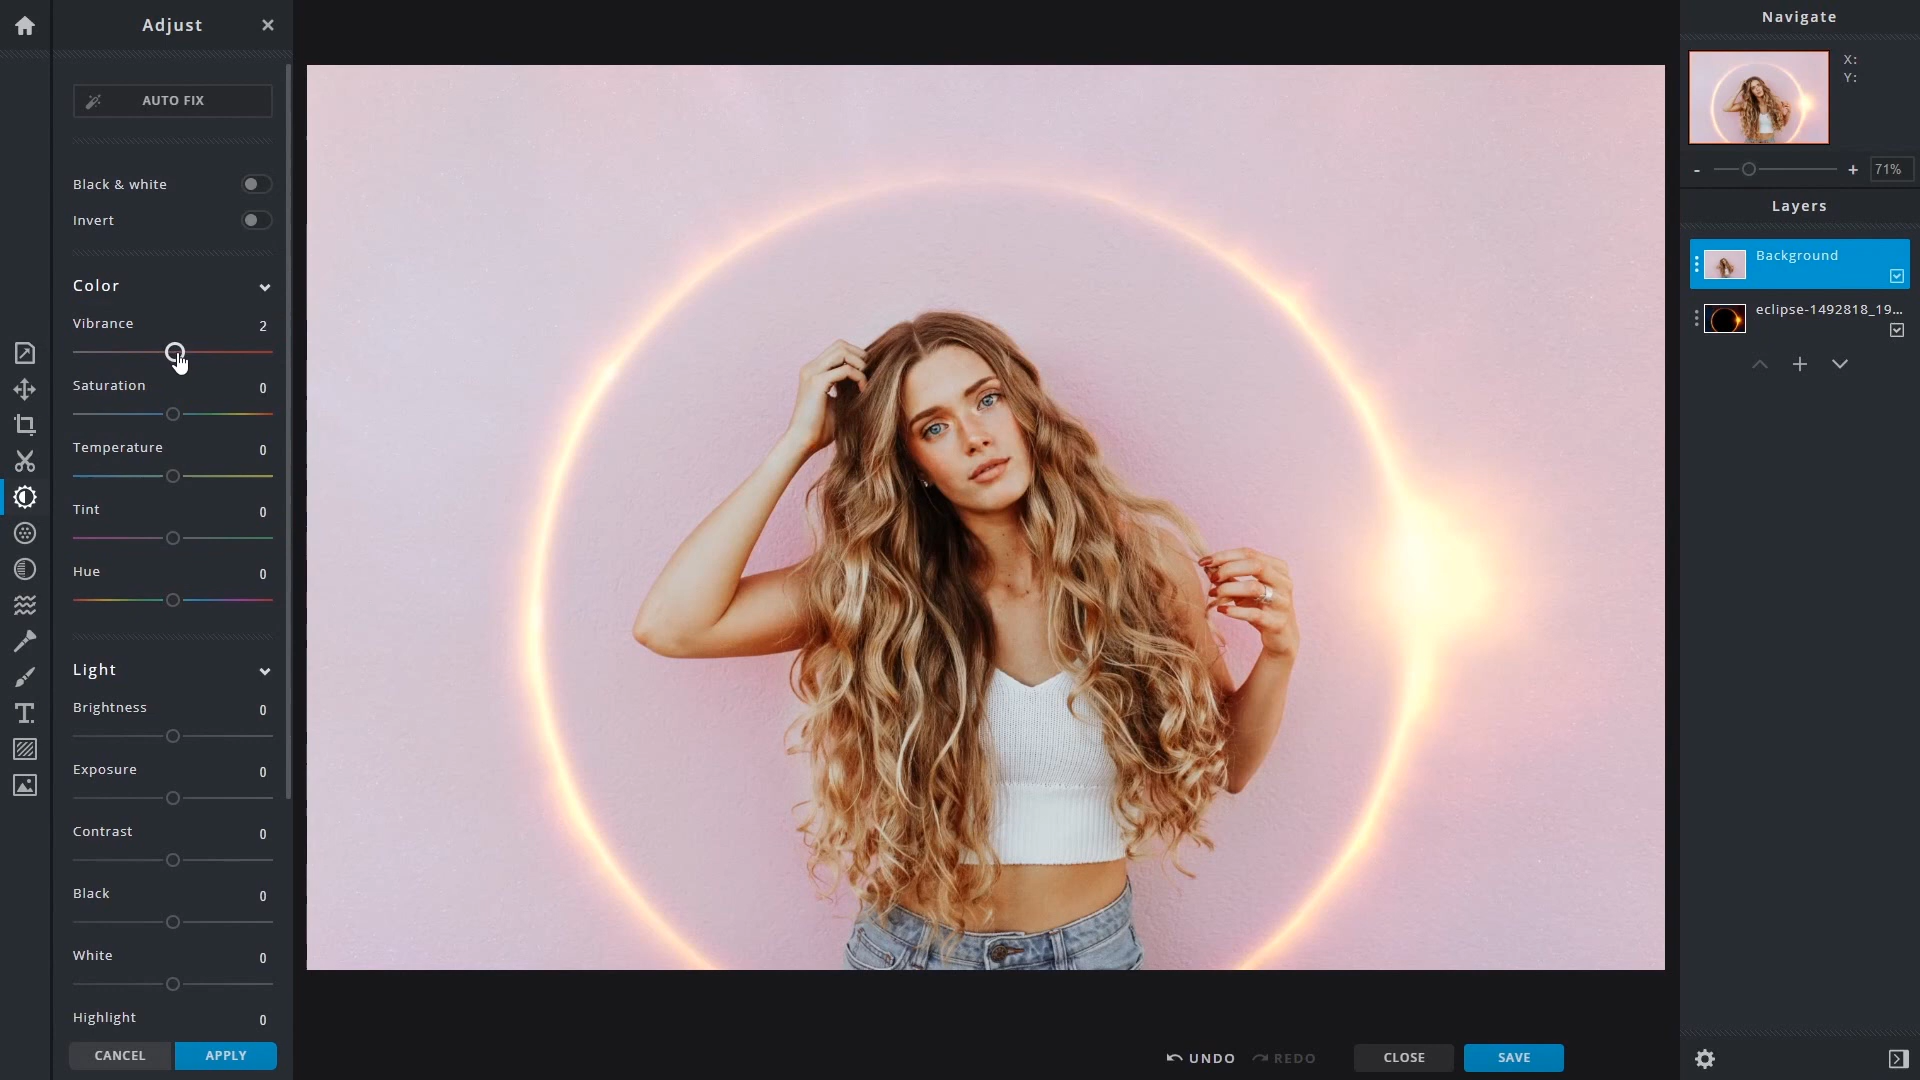 Adjust
AUTO FIX
Black & white
Invert
Color
Vibrance 2
Saturation 0
Temperature 0
Tint 0
Hue 0
Light
Brightness 0
Exposure 0
Contrast 0
Black 0
White 0
Highlight 0
CANCEL APPLY
UNDO REDO CLOSE SAVE
Navigate
X:
Y:
- + 71%
Layers
Background
eclipse-1492818_19...